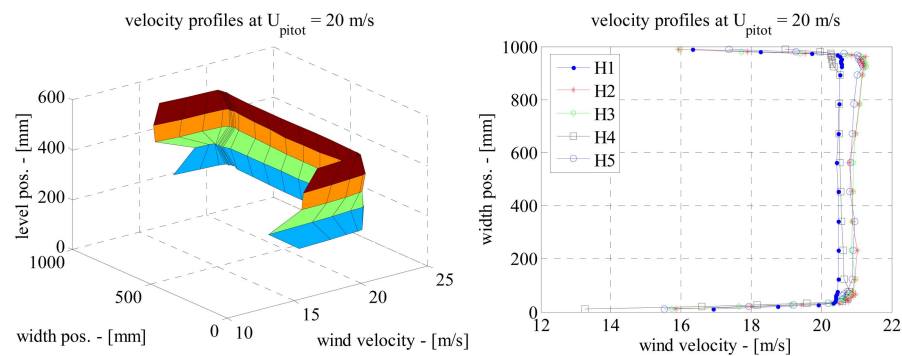 velocity profiles at U_pitot = 20 m/s
600
400
200
0
level pos. - [mm]
1000
500
0
width pos. - [mm]
10
15
20
25
wind velocity - [m/s]
velocity profiles at U_pitot = 20 m/s
1000
800
600
400
200
0
width pos. - [mm]
H1
H2
H3
H4
H5
12
14
16
18
20
22
wind velocity - [m/s]